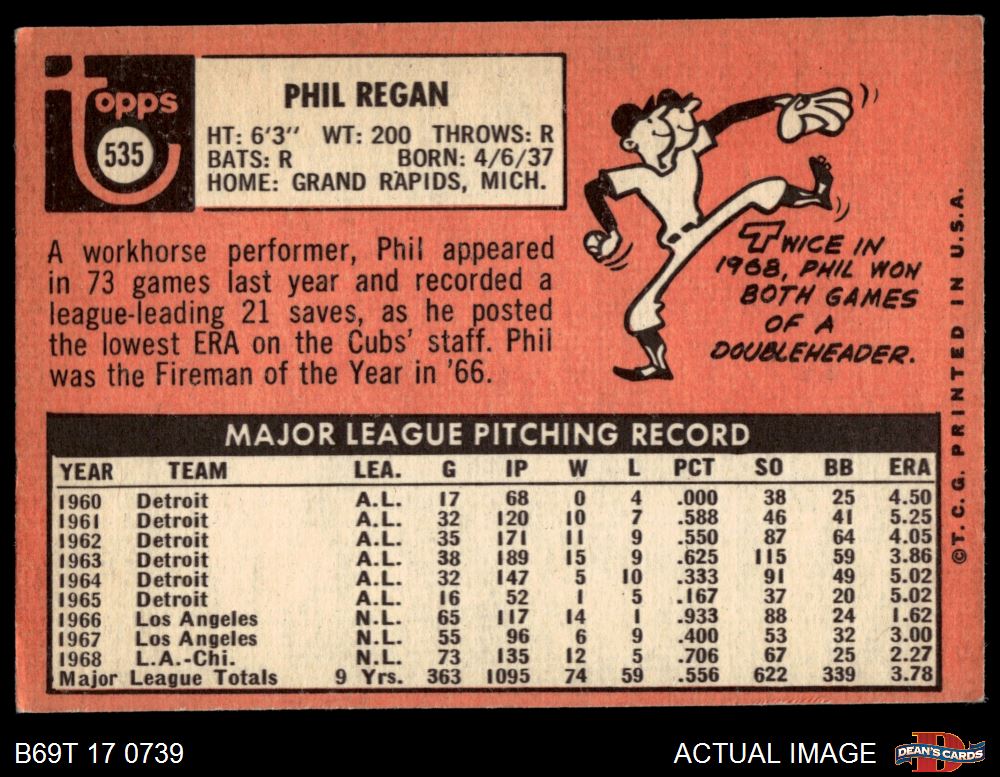 Topps
535
PHIL REGAN
HT: 6'3" WT: 200 THROWS: R
BATS: R BORN: 4/6/37
HOME: GRAND RAPIDS, MICH.
A workhorse performer, Phil appeared
in 73 games last year and recorded a
league-leading 21 saves, as he posted
the lowest ERA on the Cubs' staff. Phil
was the Fireman of the Year in '66.
TWICE IN
1968, PHIL WON
BOTH GAMES
OF A
DOUBLEHEADER.
©T. C. G. PRINTED IN U.S.A.
MAJOR LEAGUE PITCHING RECORD
YEAR TEAM LEA. G IP W L PCT SO BB ERA
1960 Detroit A.L. 17 68 0 4 .000 38 25 4.50
1961 Detroit A.L. 32 120 10 7 .588 46 41 5.25
1962 Detroit A.L. 35 171 11 9 .550 87 64 4.05
1963 Detroit A.L. 38 189 15 9 .625 115 59 3.86
1964 Detroit A.L. 32 147 5 10 .333 91 49 5.02
1965 Detroit A.L. 16 52 1 5 .167 37 20 5.02
1966 Los Angeles N.L. 65 117 14 1 .933 88 24 1.62
1967 Los Angeles N.L. 55 96 6 9 .400 53 32 3.00
1968 L.A.-Chi. N.L. 73 135 12 5 .706 67 25 2.27
Major League Totals 9 Yrs. 363 1095 74 59 .556 622 339 3.78
B69T 17 0739
ACTUAL IMAGE
DEAN'S CARDS